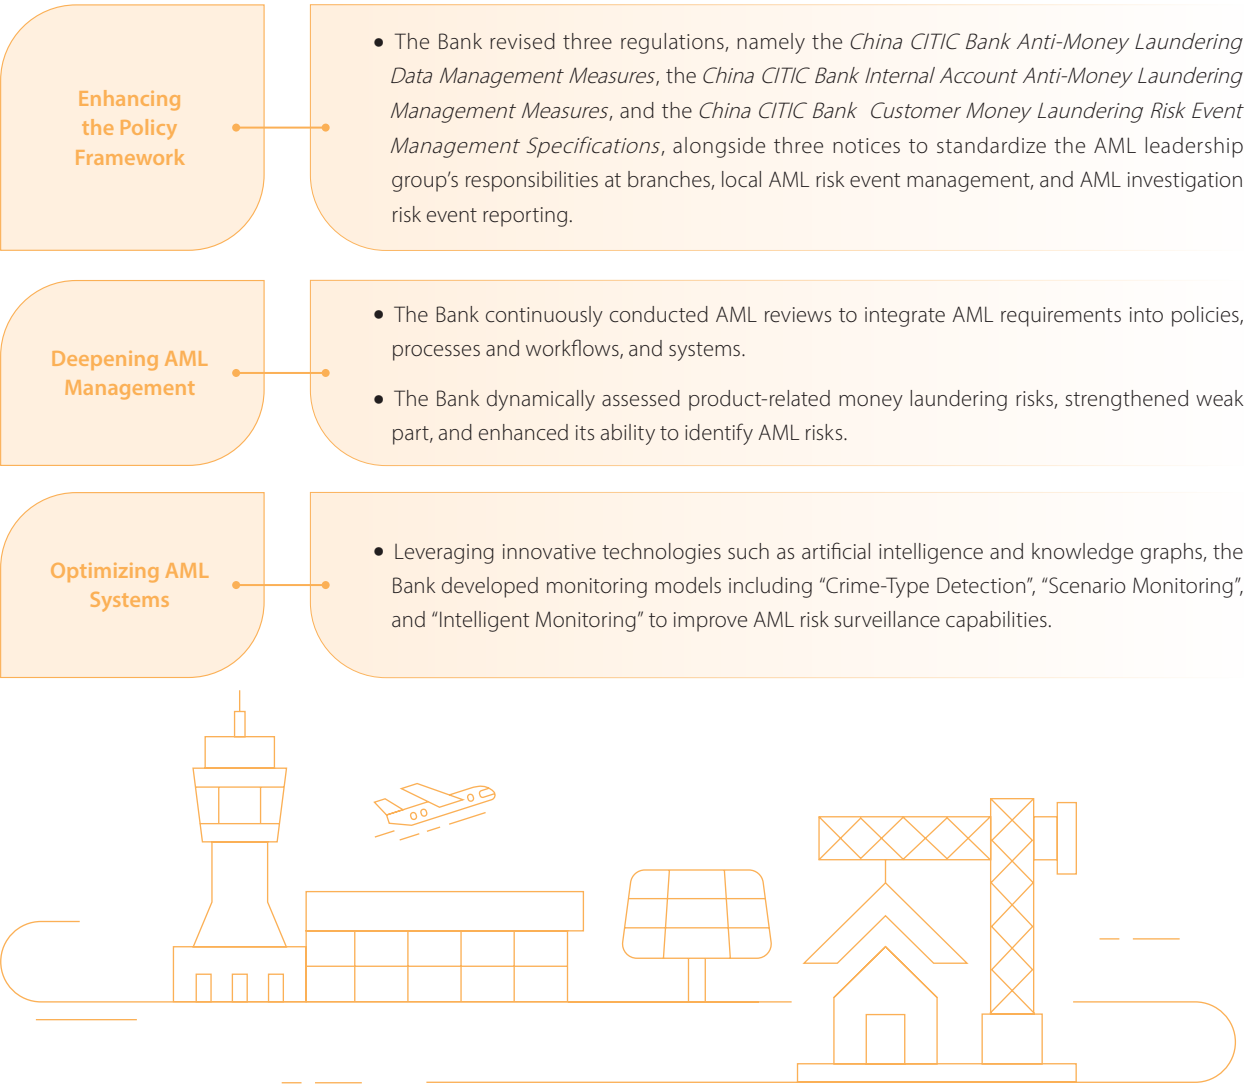 Enhancing
the Policy
Framework
• The Bank revised three regulations, namely the China CITIC Bank Anti-Money Laundering
Data Management Measures, the China CITIC Bank Internal Account Anti-Money Laundering
Management Measures, and the China CITIC Bank Customer Money Laundering Risk Event
Management Specifications, alongside three notices to standardize the AML leadership
group’s responsibilities at branches, local AML risk event management, and AML investigation
risk event reporting.
Deepening AML
Management
• The Bank continuously conducted AML reviews to integrate AML requirements into policies,
processes and workflows, and systems.
• The Bank dynamically assessed product-related money laundering risks, strengthened weak
part, and enhanced its ability to identify AML risks.
Optimizing AML
Systems
• Leveraging innovative technologies such as artificial intelligence and knowledge graphs, the
Bank developed monitoring models including “Crime-Type Detection”, “Scenario Monitoring”,
and “Intelligent Monitoring” to improve AML risk surveillance capabilities.